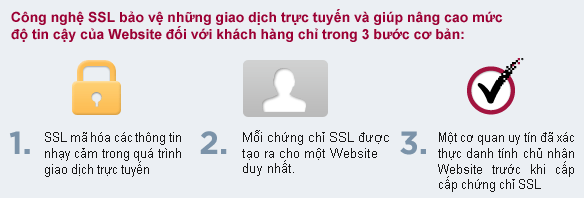 Công nghệ SSL bảo vệ những giao dịch trực tuyến và giúp nâng cao mức
độ tin cậy của Website đối với khách hàng chỉ trong 3 bước cơ bản:
1. SSL mã hóa các thông tin
nhạy cảm trong quá trình
giao dịch trực tuyến
2. Mỗi chứng chỉ SSL được
tạo ra cho một Website
duy nhất.
3. Một cơ quan uy tín đã xác
thực danh tính chủ nhân
Website trước khi cấp
cấp chứng chỉ SSL